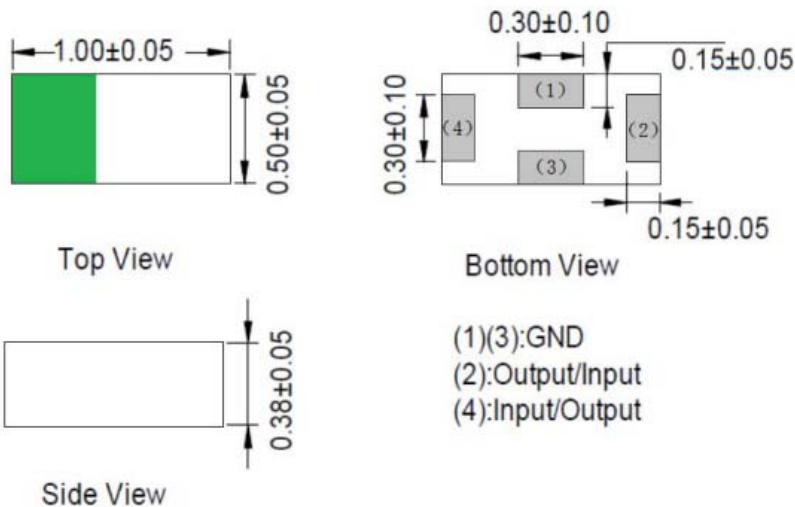 1.00±0.05
0.50±0.05
Top View
0.30±0.10
0.15±0.05
(1)
(4)
(2)
(3)
0.30±0.10
0.15±0.05
Bottom View
0.38±0.05
Side View
(1)(3):GND
(2):Output/Input
(4):Input/Output